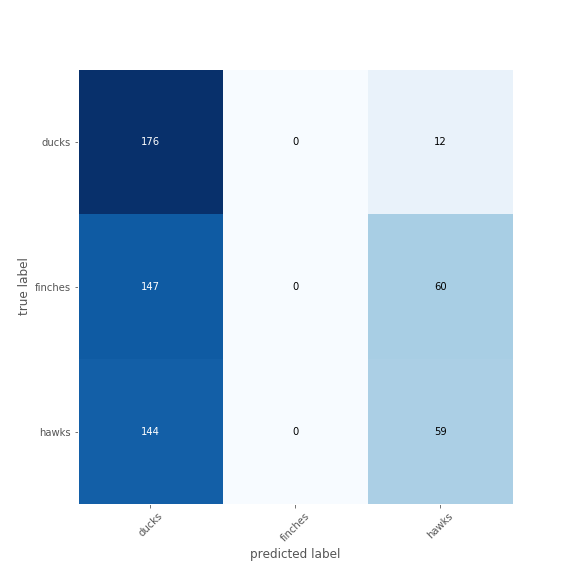 ducks 176 0 12
finches 147 0 60
hawks 144 0 59
true label
ducks finches hawks
predicted label